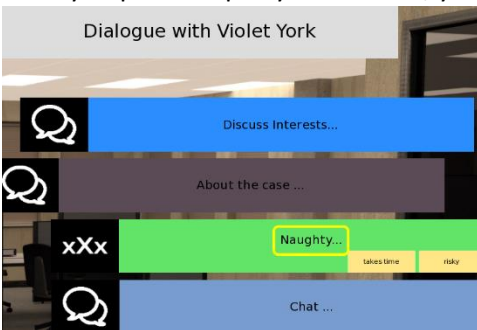 Dialogue with Violet York
Discuss Interests...
About the case ...
xXx
Naughty...
takes time
risky
Chat ...